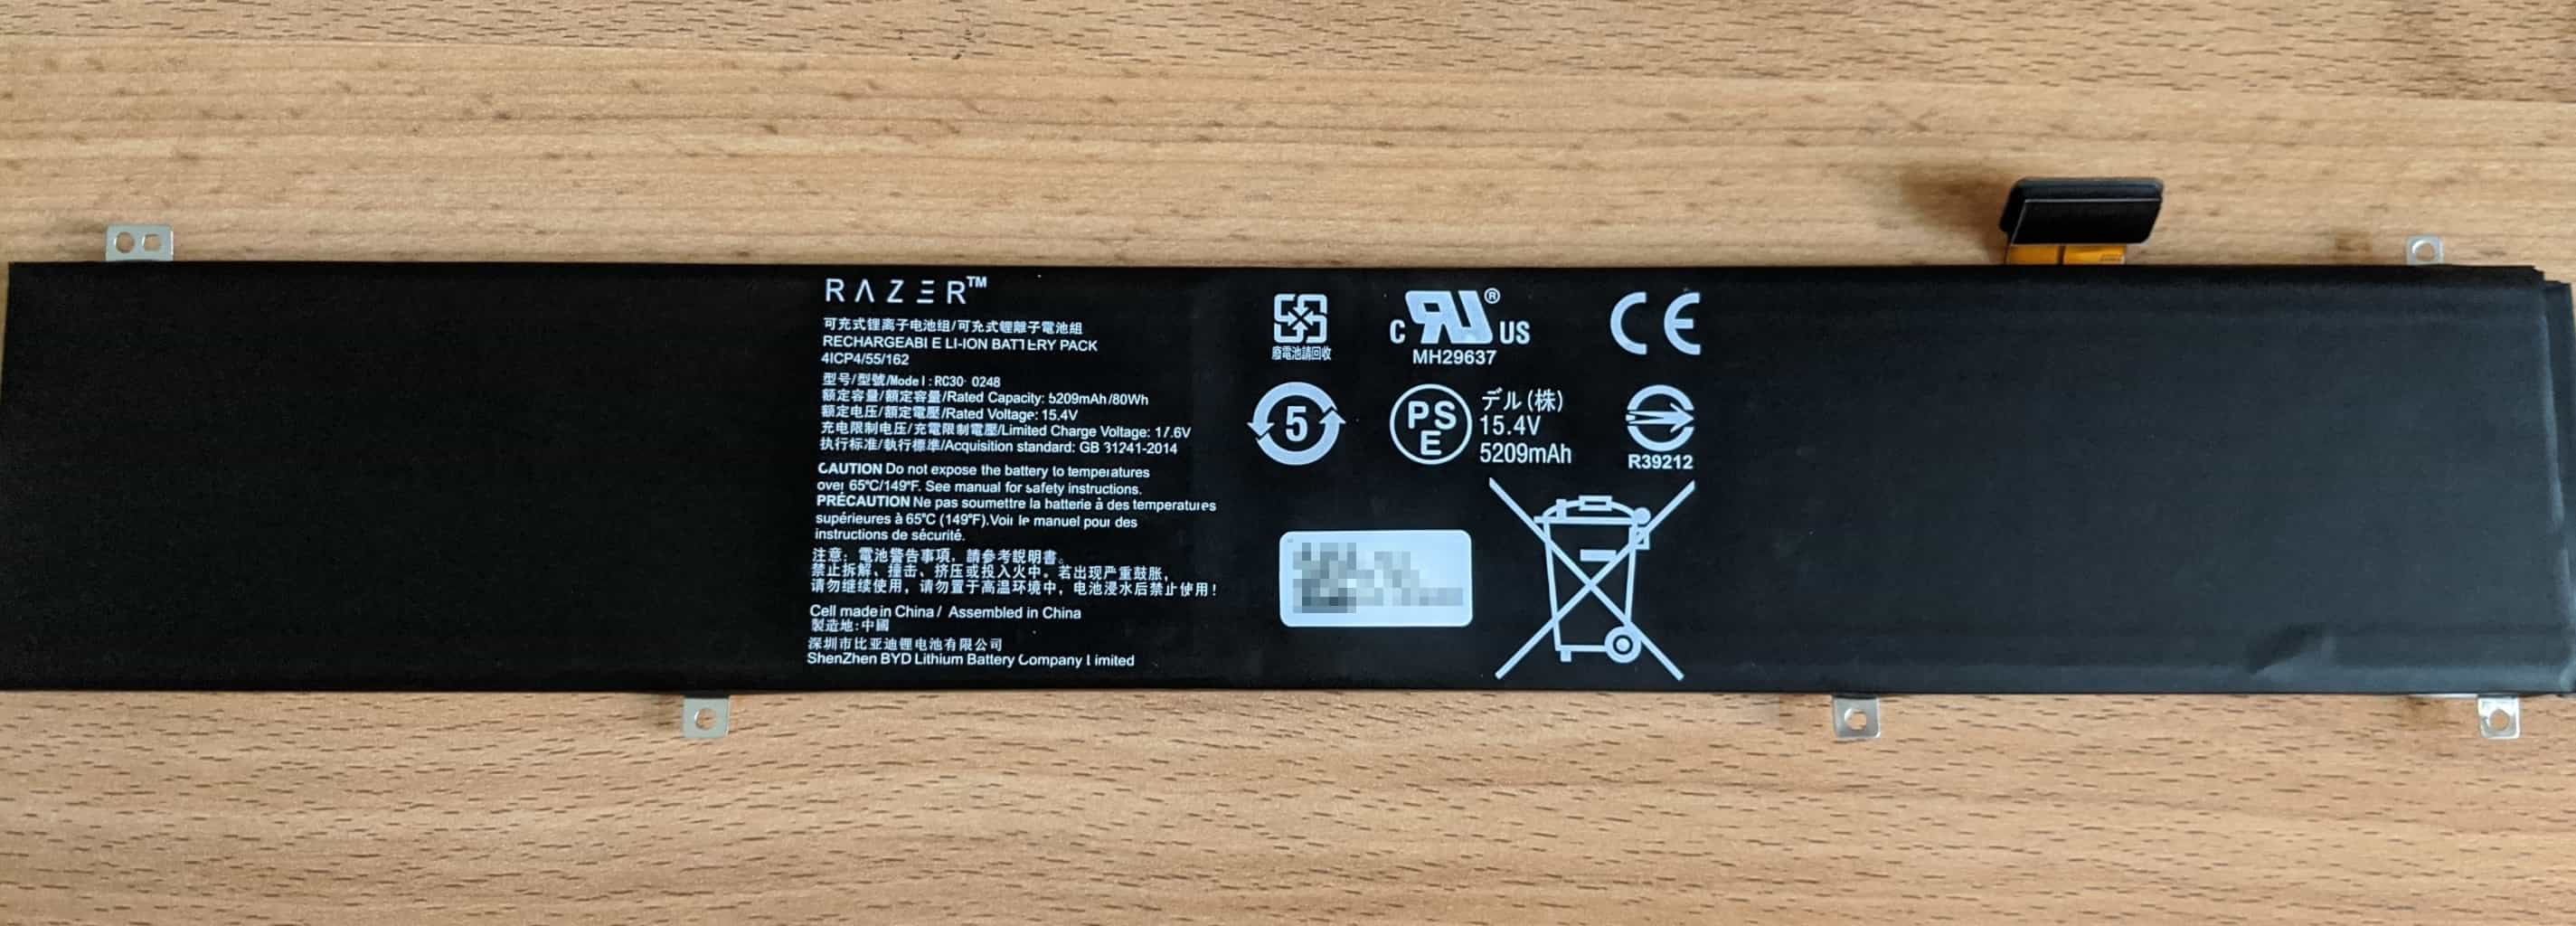 RAZER™
可充式锂离子电池组/可充式鋰離子電池組
RECHARGEABLE LI-ION BATTERY PACK
4ICP4/55/162
型号/型號/Model: RC30-0248
额定容量/額定容量/Rated Capacity: 5209mAh/80Wh
额定电压/額定電壓/Rated Voltage: 15.4V
充电限制电压/充電限制電壓/Limited Charge Voltage: 17.6V
执行标准/執行標準/Acquisition standard: GB 31241-2014
CAUTION Do not expose the battery to temperatures
over 65°C/149°F. See manual for safety instructions.
PRÉCAUTION Ne pas soumettre la batterie à des temperatures
supérieures à 65°C (149°F).Voir le manuel pour des
instructions de sécurité.
注意：電池警告事項，請參考說明書。
禁止拆解、撞击、挤压或投入火中。若出现严重鼓胀，
请勿继续使用，请勿置于高温环境中，电池浸水后禁止使用！
Cell made in China / Assembled in China
製造地:中國
深圳市比亚迪锂电池有限公司
ShenZhen BYD Lithium Battery Company Limited
廢電池請回收
C RU® US
MH29637
CE
5
PSE
デル(株)
15.4V
5209mAh
R39212